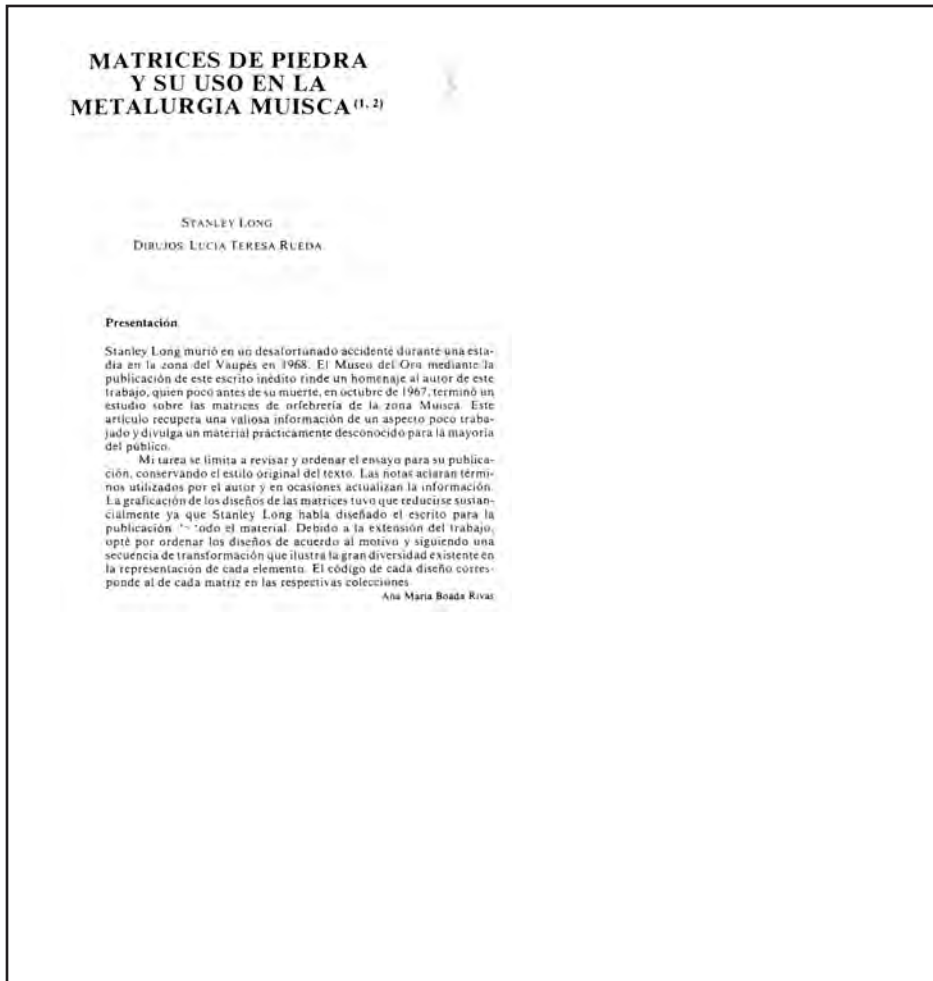 MATRICES DE PIEDRA
Y SU USO EN LA
METALURGIA MUISCA (1, 2)
STANLEY LONG
DIBUJOS: LUCIA TERESA RUEDA
Presentación
Stanley Long murió en un desafortunado accidente durante una esta-
día en la zona del Vaupés en 1968. El Museo del Oro mediante la
publicación de este escrito inédito rinde un homenaje al autor de este
trabajo, quien poco antes de su muerte, en octubre de 1967, terminó un
estudio sobre las matrices de orfebrería de la zona Muisca. Este
artículo recupera una valiosa información de un aspecto poco traba-
jado y divulga un material prácticamente desconocido para la mayoría
del público.
Mi tarea se limita a revisar y ordenar el ensayo para su publica-
ción, conservando el estilo original del texto. Las notas aclaran térmi-
nos utilizados por el autor y en ocasiones actualizan la información.
La graficación de los diseños de las matrices tuvo que reducirse sustan-
cialmente ya que Stanley Long había diseñado el escrito para la
publicación todo el material. Debido a la extensión del trabajo,
opté por ordenar los diseños de acuerdo al motivo y siguiendo una
secuencia de transformación que ilustra la gran diversidad existente en
la representación de cada elemento. El código de cada diseño corres-
ponde al de cada matriz en las respectivas colecciones.
Ana María Boada Rivas